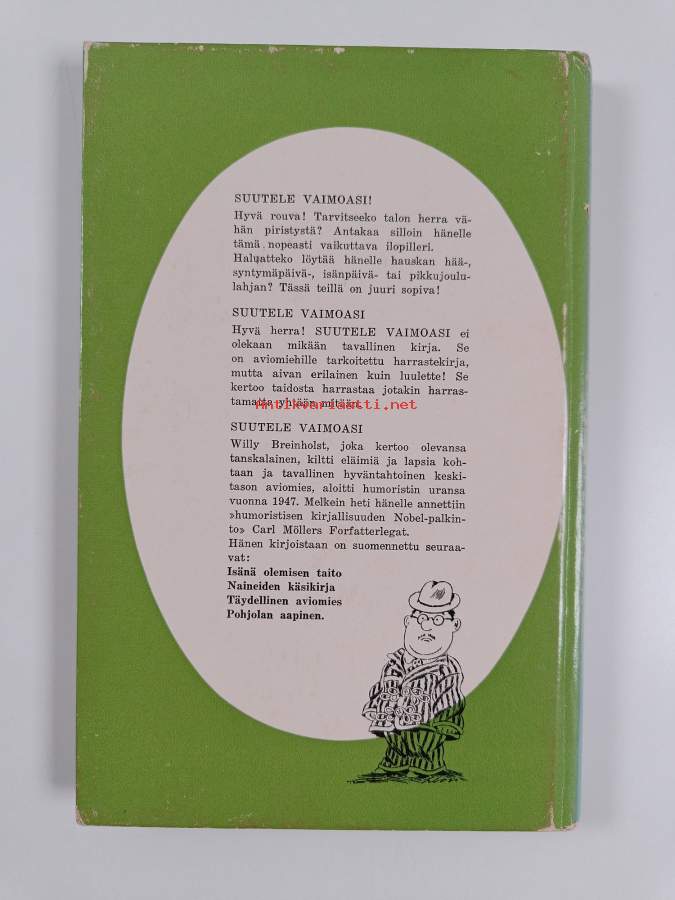 SUUTELE VAIMOASI!
Hyvä rouva! Tarvitseeko talon herra vä-
hän piristystä? Antakaa silloin hänelle
tämä nopeasti vaikuttava ilopilleri.
Haluatteko löytää hänelle hauskan hää-,
syntymäpäivä-, isänpäivä- tai pikkujoulu-
lahjan? Tässä teillä on juuri sopiva!
SUUTELE VAIMOASI
Hyvä herra! SUUTELE VAIMOASI ei
olekaan mikään tavallinen kirja. Se
on aviomiehille tarkoitettu harrastekirja,
mutta aivan erilainen kuin luulette! Se
kertoo taidosta harrastaa jotakin harras-
tamatta yhtään mitään.
Antikvariaatti.net
SUUTELE VAIMOASI
Willy Breinholst, joka kertoo olevansa
tanskalainen, kiltti eläimiä ja lapsia koh-
taan ja tavallinen hyväntahtoinen keski-
tason aviomies, aloitti humoristin uransa
vuonna 1947. Melkein heti hänelle annettiin
»humoristisen kirjallisuuden Nobel-palkin-
to» Carl Möllers Forfatterlegat.
Hänen kirjoistaan on suomennettu seuraa-
vat:
Isänä olemisen taito
Naineiden käsikirja
Täydellinen aviomies
Pohjolan aapinen.